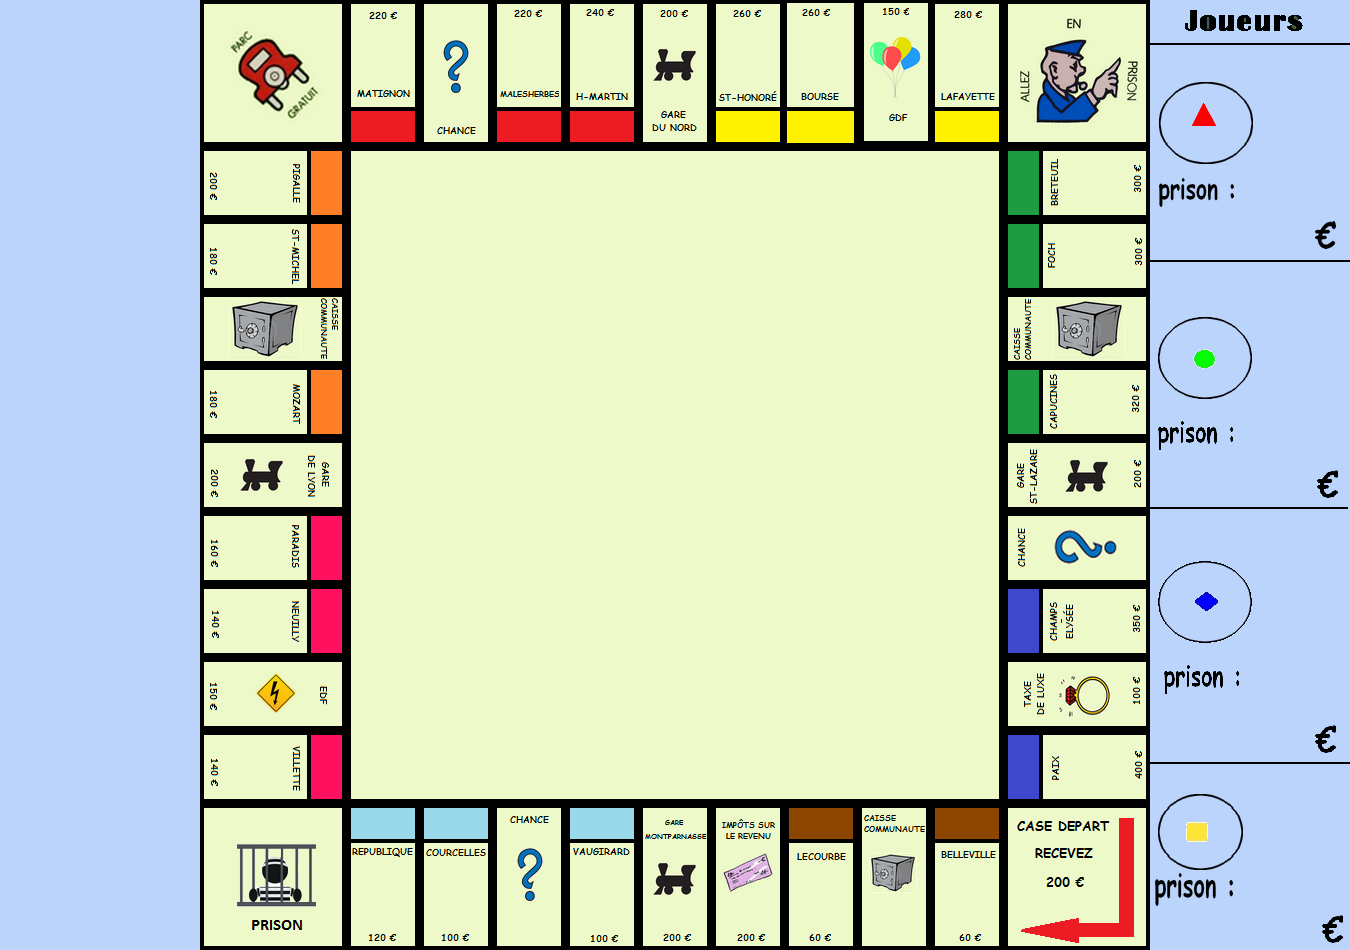 PARC
GRATUIT
220 €
MATIGNON
CHANCE
220 €
MALESHERBES
240 €
H-MARTIN
200 €
GARE
DU NORD
260 €
ST-HONORÉ
260 €
BOURSE
150 €
GDF
280 €
LAFAYETTE
ALLEZ
EN
PRISON
Joueurs
PIGALLE
200 €
ST-MICHEL
180 €
CAISSE
COMMUNAUTE
MOZART
180 €
GARE
DE LYON
200 €
PARADIS
160 €
NEUILLY
140 €
EDF
150 €
VILLETTE
140 €
BRETEUIL
300 €
FOCH
300 €
CAISSE
COMMUNAUTE
CAPUCINES
320 €
GARE
ST-LAZARE
200 €
CHANCE
CHAMPS
-
ELYSÉE
350 €
TAXE
DE LUXE
100 €
PAIX
400 €
PRISON
REPUBLIQUE
120 €
COURCELLES
100 €
CHANCE
VAUGIRARD
100 €
GARE
MONTPARNASSE
200 €
IMPÔTS SUR
LE REVENU
200 €
LECOURBE
60 €
CAISSE
COMMUNAUTE
BELLEVILLE
60 €
CASE DEPART
RECEVEZ
200 €
prison :
€
prison :
€
prison :
€
prison :
€